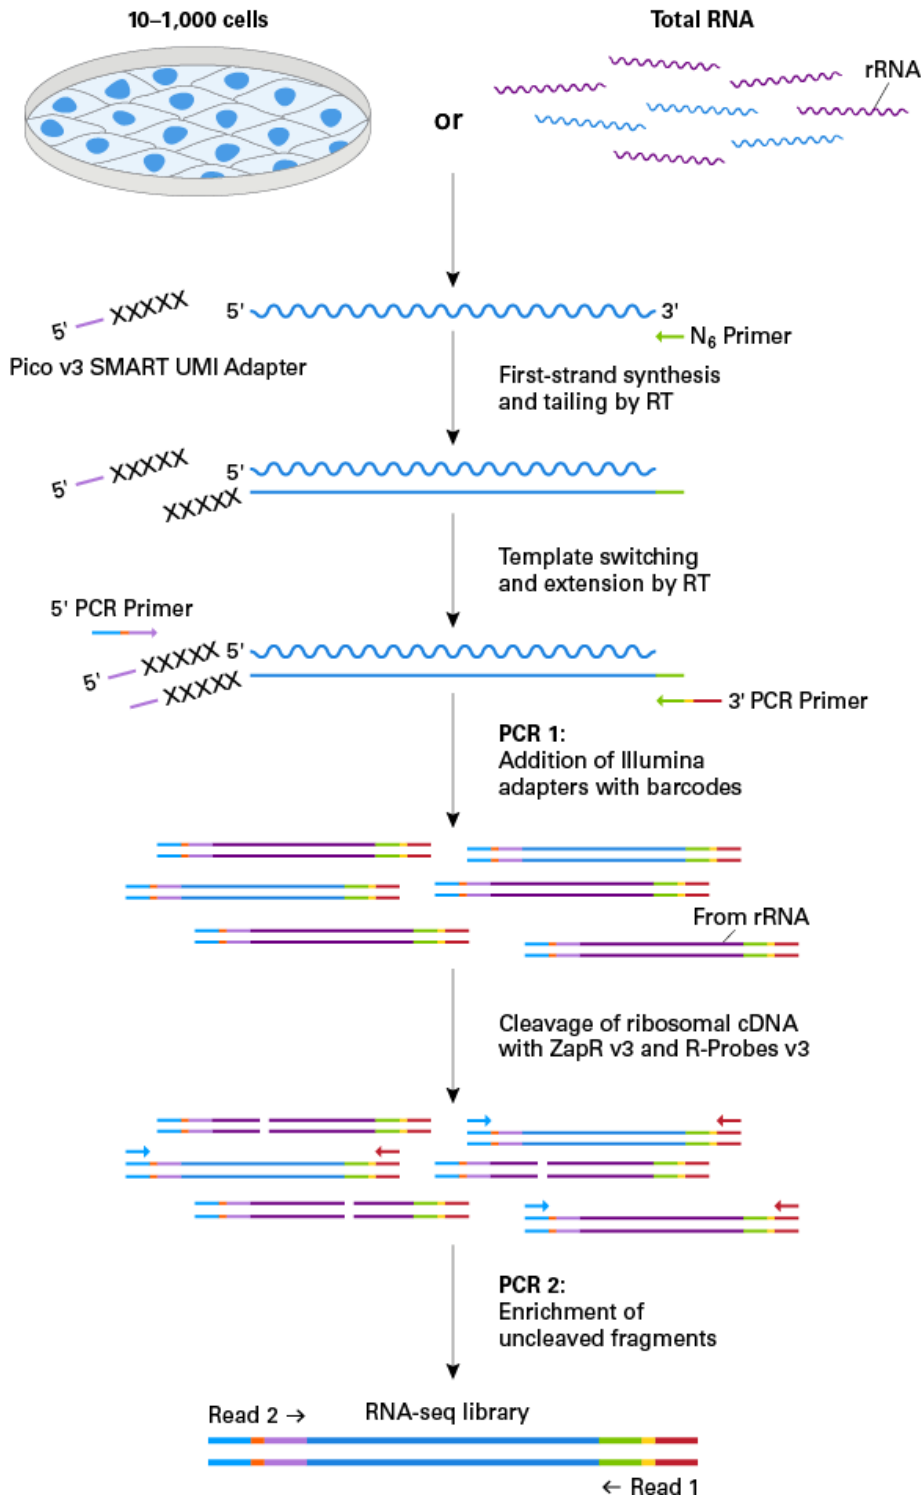 10–1,000 cells
Total RNA
rRNA
or
XXXXX
5'
5'
3'
N6 Primer
Pico v3 SMART UMI Adapter
First-strand synthesis
and tailing by RT
XXXXX
5'
5'
XXXXX
Template switching
and extension by RT
5' PCR Primer
XXXXX
5'
5'
XXXXX
3' PCR Primer
PCR 1:
Addition of Illumina
adapters with barcodes
From rRNA
Cleavage of ribosomal cDNA
with ZapR v3 and R-Probes v3
PCR 2:
Enrichment of
uncleaved fragments
Read 2 →
RNA-seq library
← Read 1